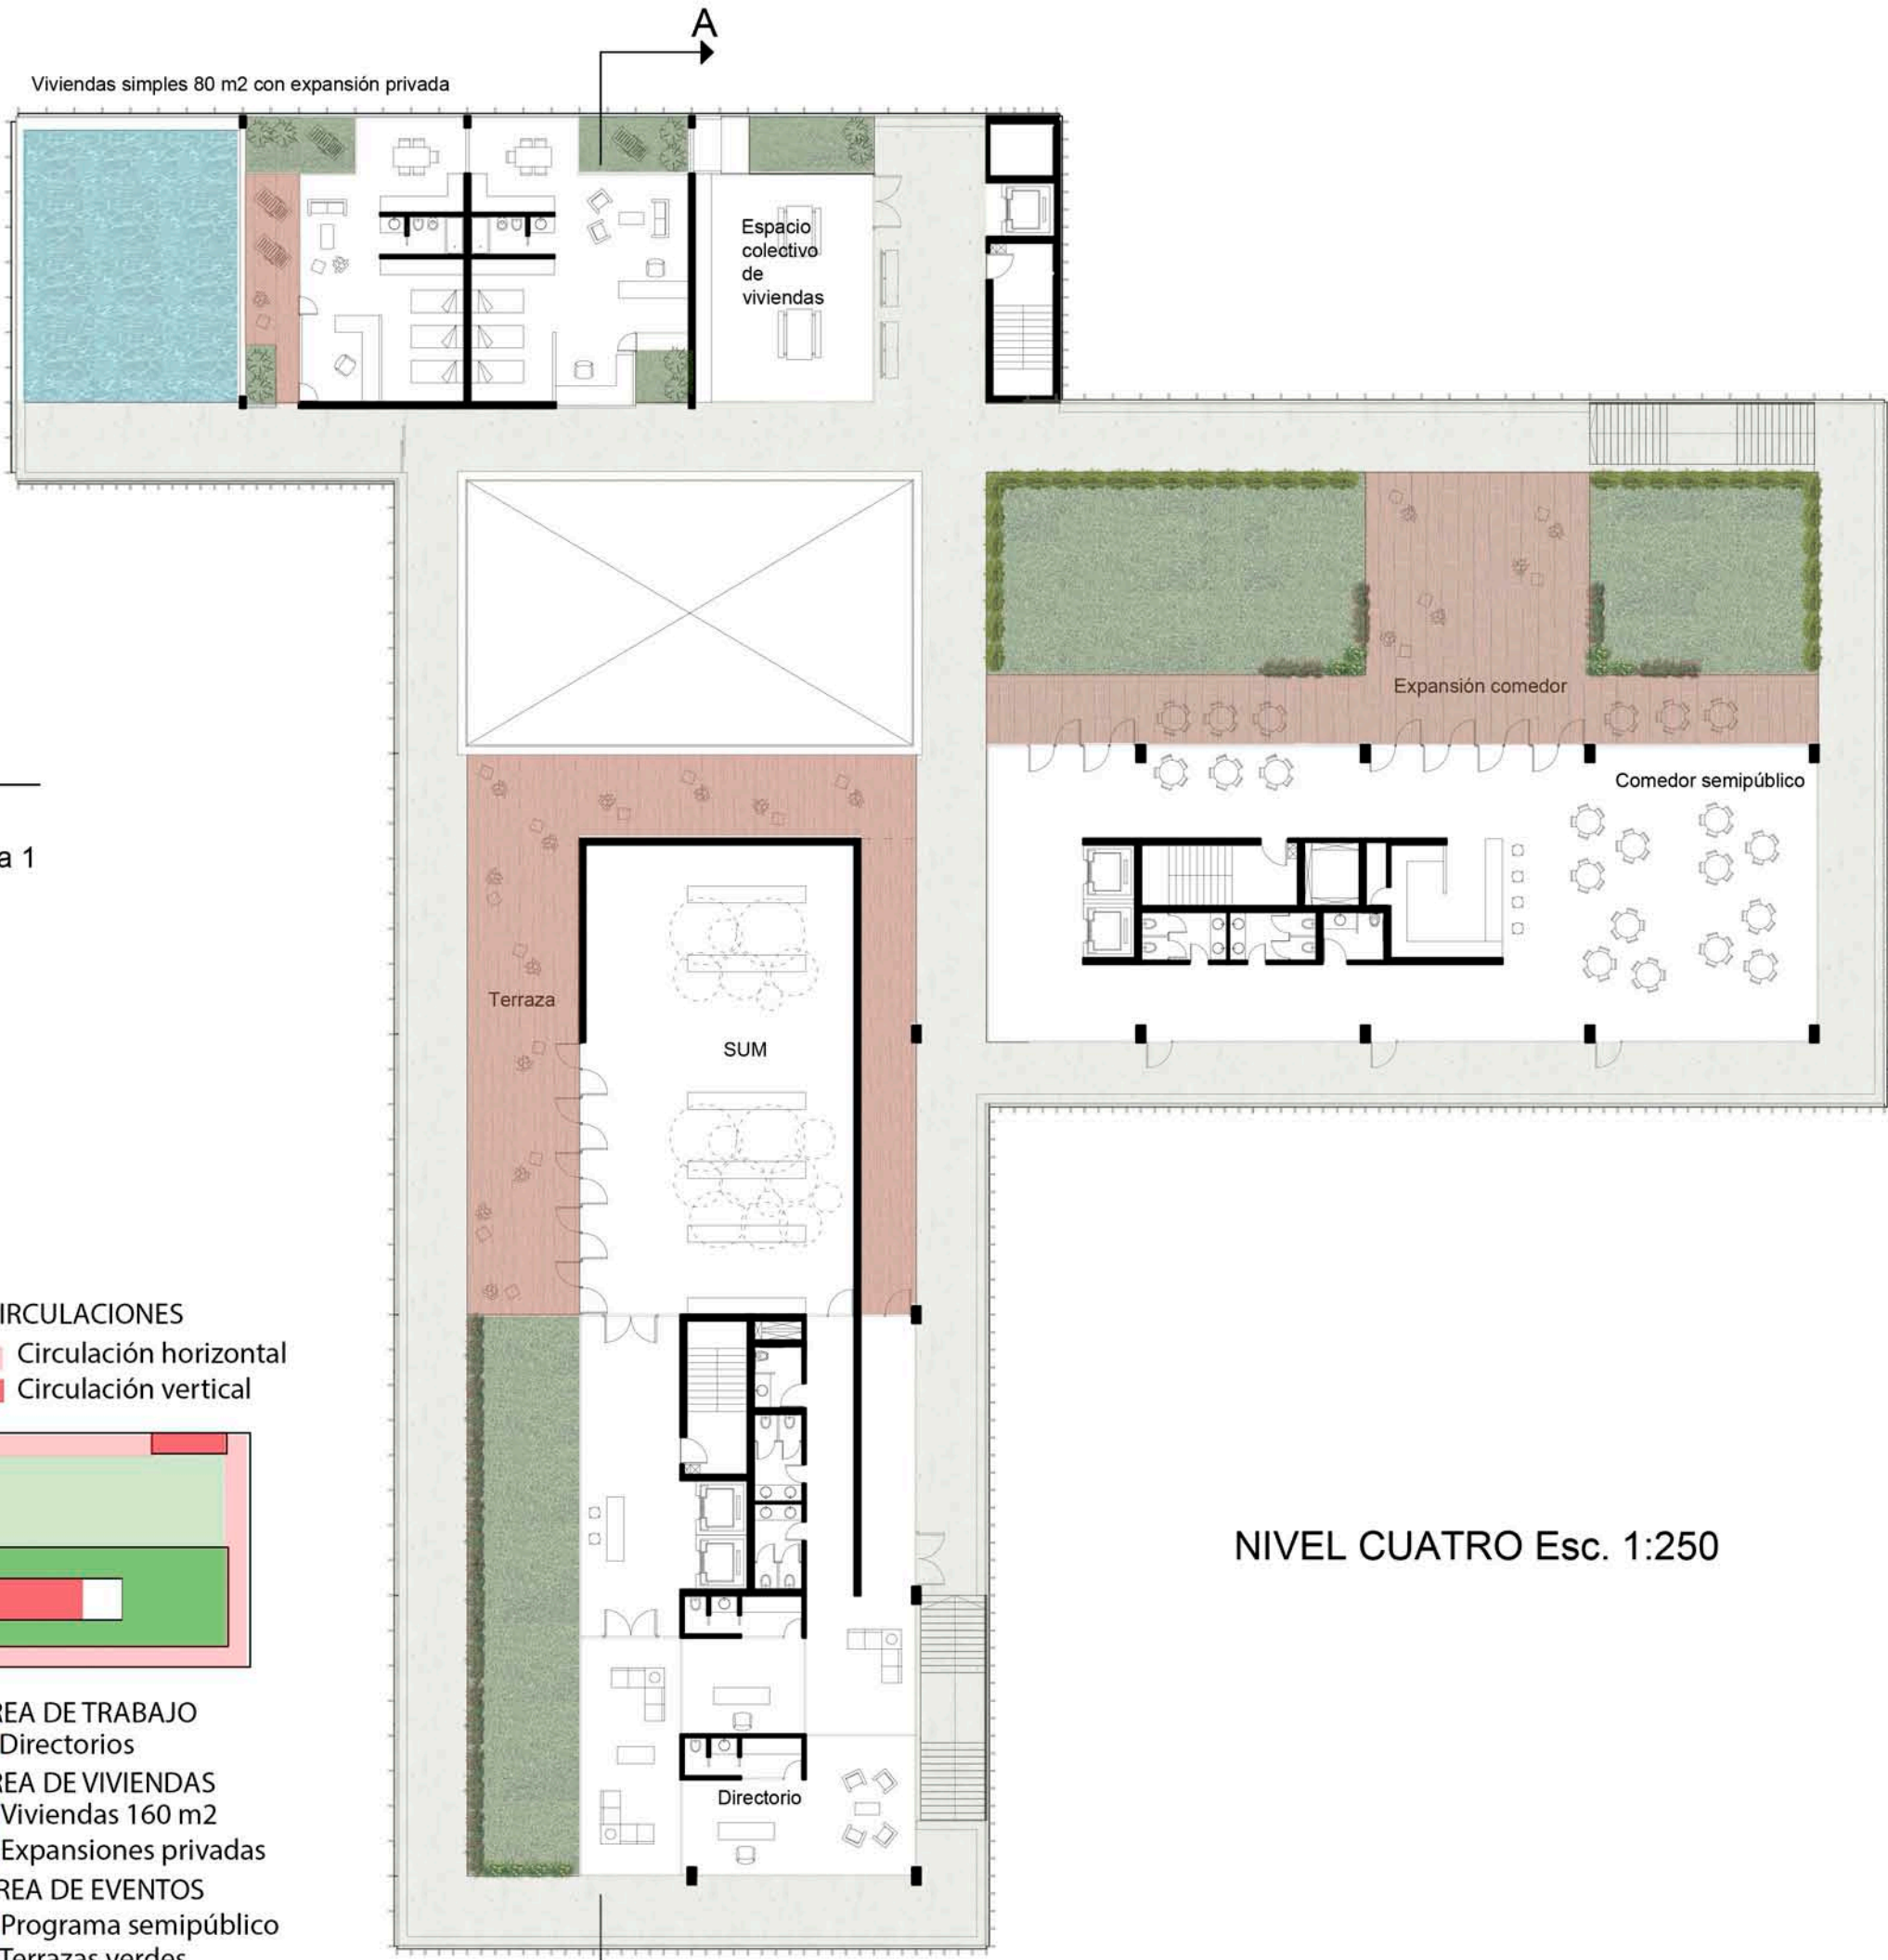 A
Viviendas simples 80 m2 con expansión privada
Espacio
colectivo
de
viviendas
Expansión comedor
Comedor semipúblico
a 1
Terraza
SUM
IRCULACIONES
Circulación horizontal
Circulación vertical
NIVEL CUATRO Esc. 1:250
REA DE TRABAJO
Directorios
REA DE VIVIENDAS
Viviendas 160 m2
Directorio
Expansiones privadas
REA DE EVENTOS
Programa semipúblico
Terrazas verdes